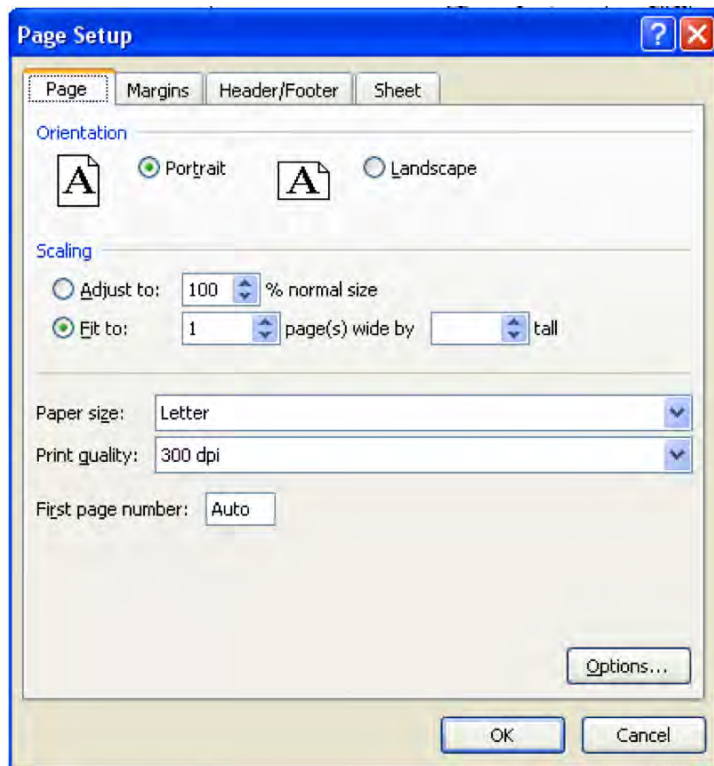 Page Setup
Page Margins Header/Footer Sheet
Orientation
A Portrait A Landscape
Scaling
Adjust to: 100 % normal size
Fit to: 1 page(s) wide by tall
Paper size: Letter
Print quality: 300 dpi
First page number: Auto
Options...
OK Cancel